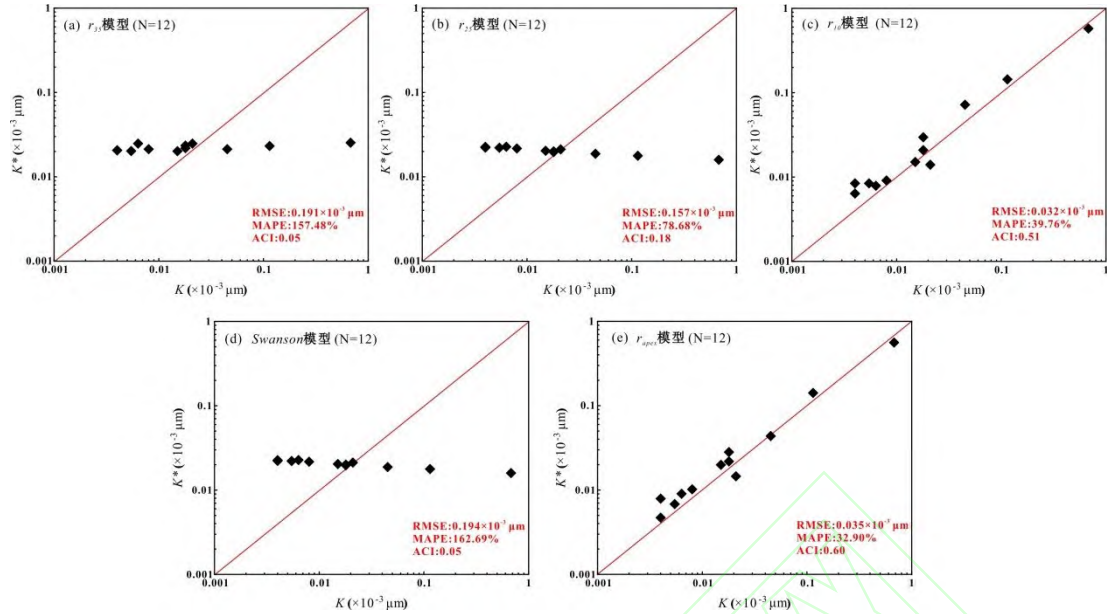 (a) r35模型 (N=12)
1
0.1
0.01
0.001
K* (×10⁻³ μm)
RMSE:0.191×10⁻³ μm
MAPE:157.48%
ACI:0.05
0.001 0.01 0.1 1
K (×10⁻³ μm)
(b) r25模型 (N=12)
1
0.1
0.01
0.001
K* (×10⁻³ μm)
RMSE:0.157×10⁻³ μm
MAPE:78.68%
ACI:0.18
0.001 0.01 0.1 1
K (×10⁻³ μm)
(c) r10模型 (N=12)
1
0.1
0.01
0.001
K* (×10⁻³ μm)
RMSE:0.032×10⁻³ μm
MAPE:39.76%
ACI:0.51
0.001 0.01 0.1 1
K (×10⁻³ μm)
(d) Swanson模型 (N=12)
1
0.1
0.01
0.001
K* (×10⁻³ μm)
RMSE:0.194×10⁻³ μm
MAPE:162.69%
ACI:0.05
0.001 0.01 0.1 1
K (×10⁻³ μm)
(e) rapex模型 (N=12)
1
0.1
0.01
0.001
K* (×10⁻³ μm)
RMSE:0.035×10⁻³ μm
MAPE:32.90%
ACI:0.60
0.001 0.01 0.1 1
K (×10⁻³ μm)